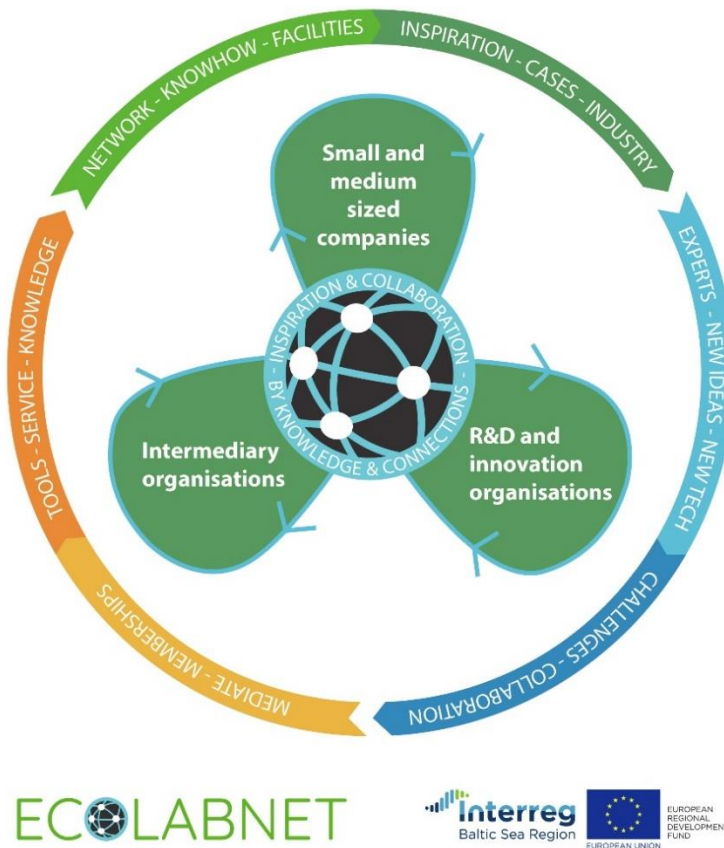 NETWORK - KNOWHOW - FACILITIES
INSPIRATION - CASES - INDUSTRY
EXPERTS - NEW IDEAS - NEW TECH
CHALLENGES - COLLABORATION
MEDIATE - MEMBERSHIPS
TOOLS - SERVICE - KNOWLEDGE
Small and
medium
sized
companies
- INSPIRATION & COLLABORATION -
BY KNOWLEDGE & CONNECTIONS
Intermediary
organisations
R&D and
innovation
organisations
ECOLABNET
Interreg
Baltic Sea Region
EUROPEAN UNION
EUROPEAN
REGIONAL
DEVELOPMEN
FUND